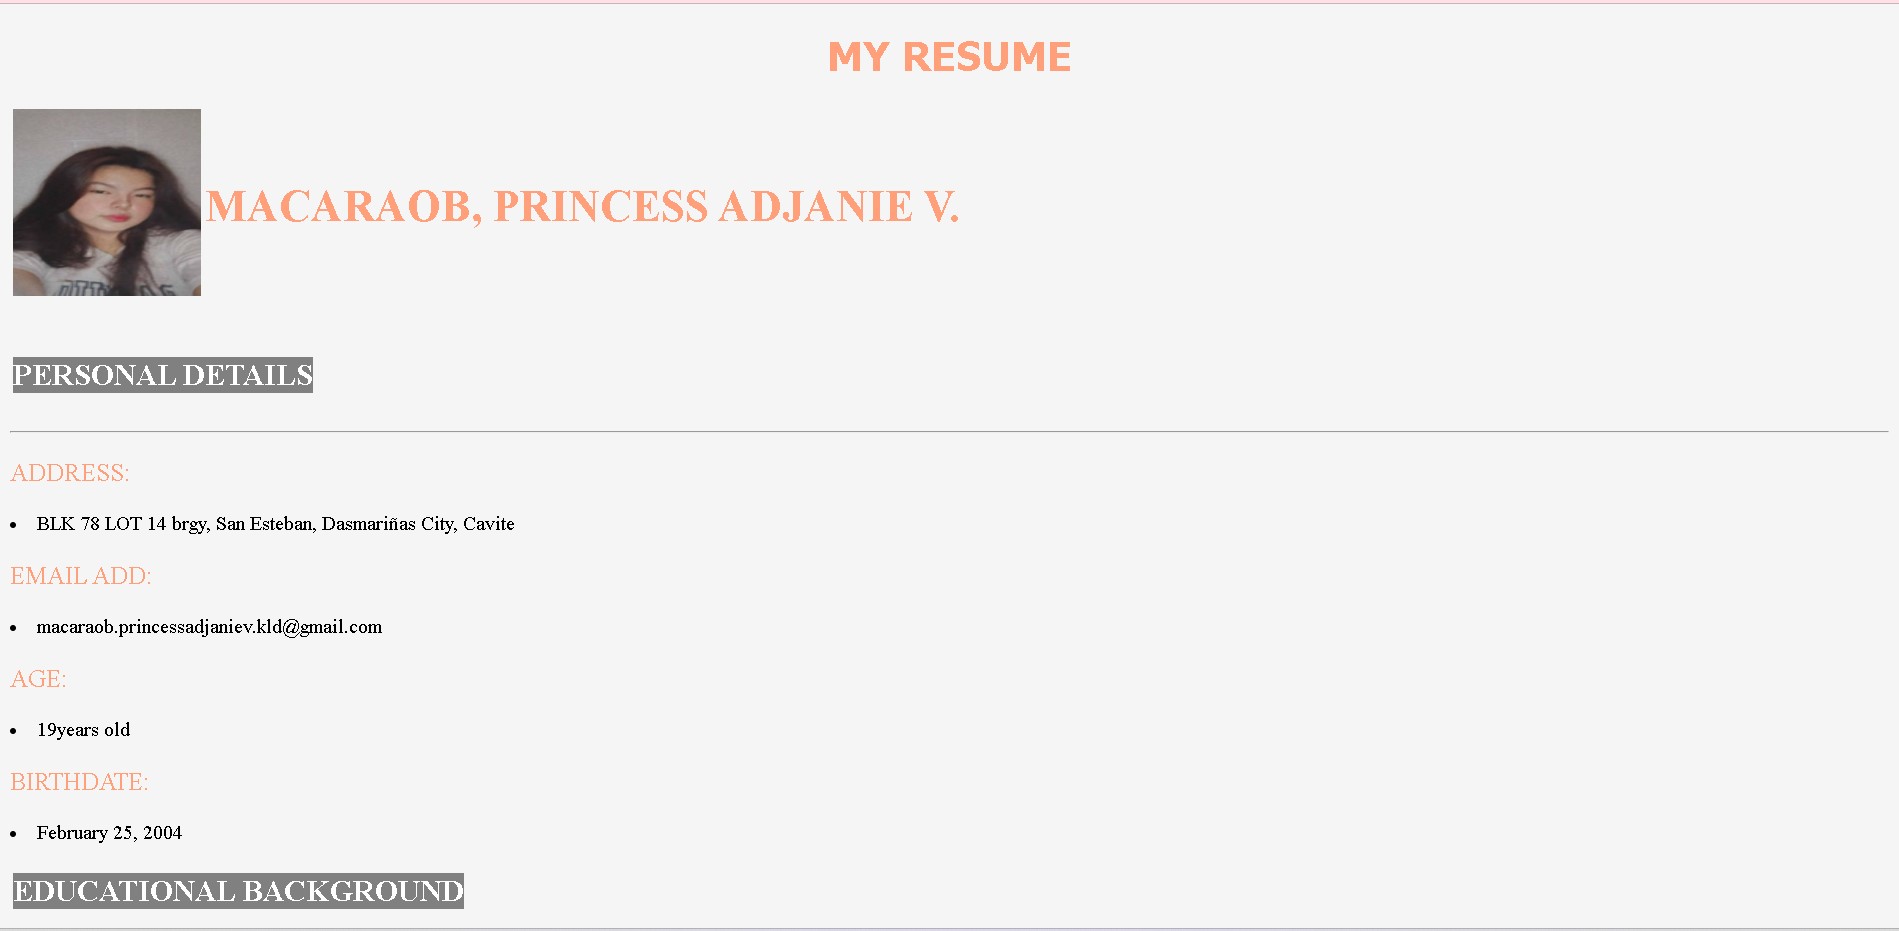 MY RESUME
MACARAOB, PRINCESS ADJANIE V.
PERSONAL DETAILS
ADDRESS:
• BLK 78 LOT 14 brgy, San Esteban, Dasmariñas City, Cavite
EMAIL ADD:
• macaraob.princessadjaniev.kld@gmail.com
AGE:
• 19years old
BIRTHDATE:
• February 25, 2004
EDUCATIONAL BACKGROUND